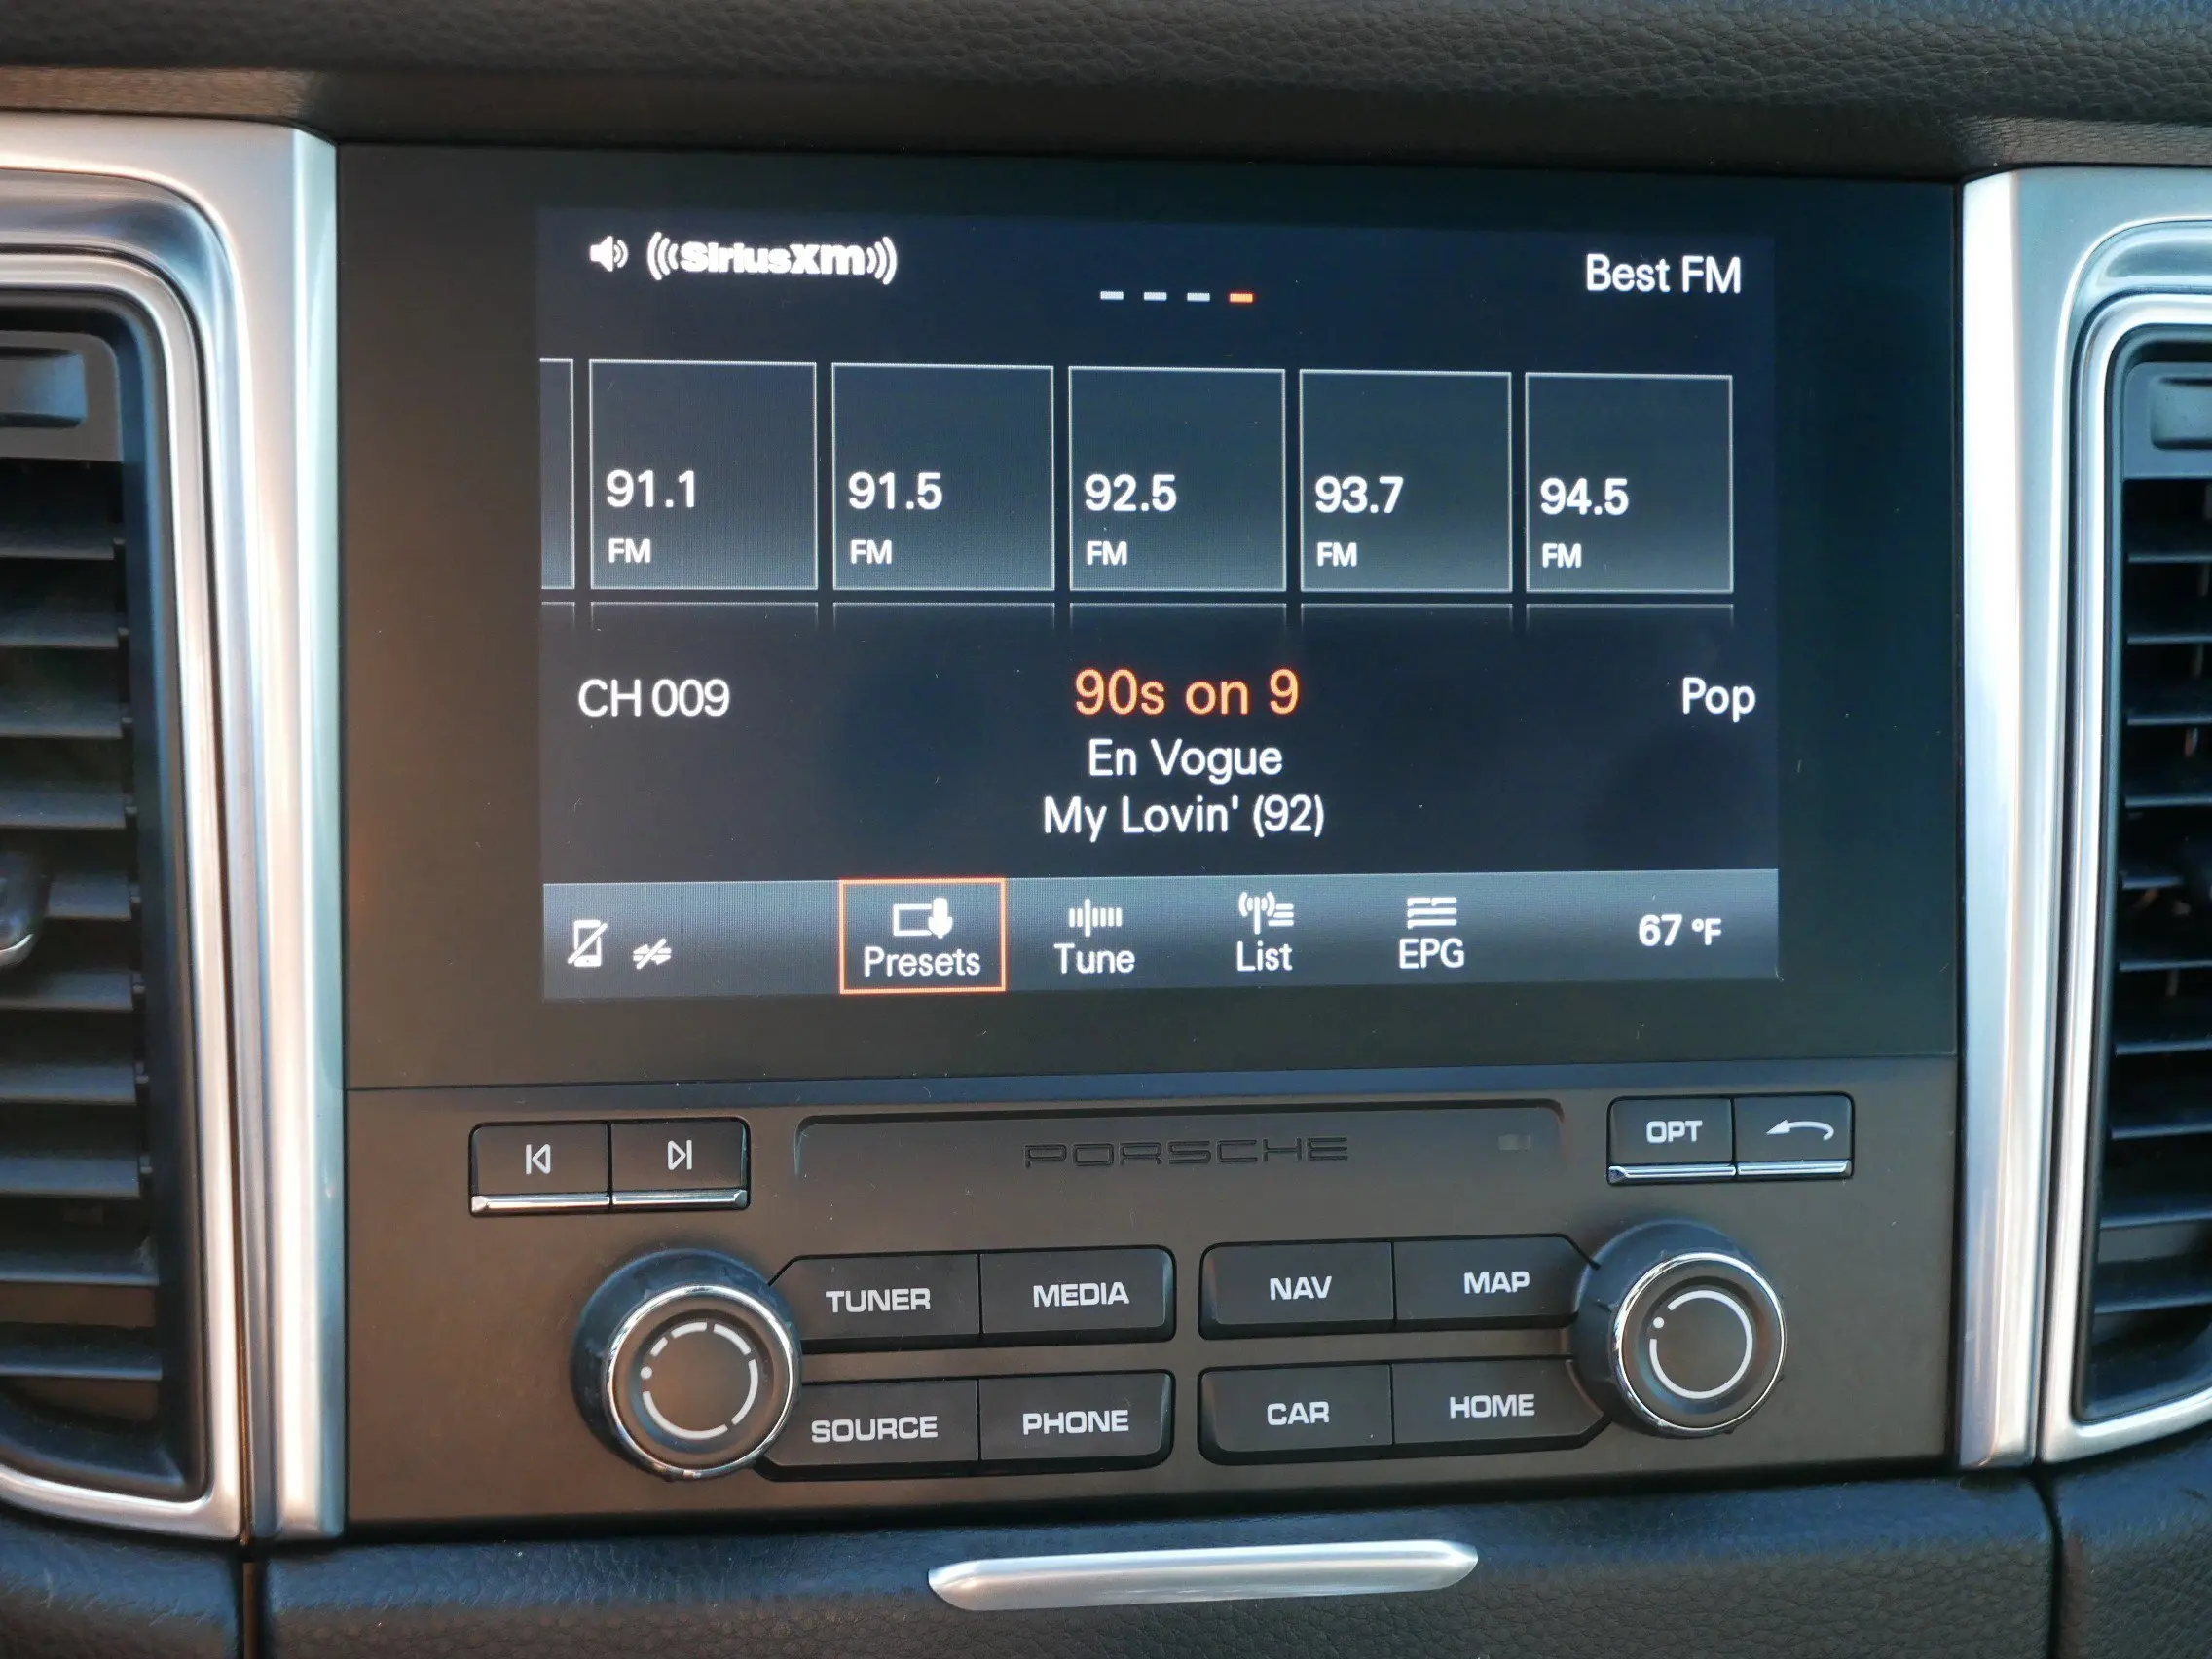 SiriusXm
Best FM
91.1
FM
91.5
FM
92.5
FM
93.7
FM
94.5
FM
CH 009
90s on 9
Pop
En Vogue
My Lovin' (92)
Presets
Tune
List
EPG
67 °F
PORSCHE
OPT
TUNER
MEDIA
NAV
MAP
SOURCE
PHONE
CAR
HOME